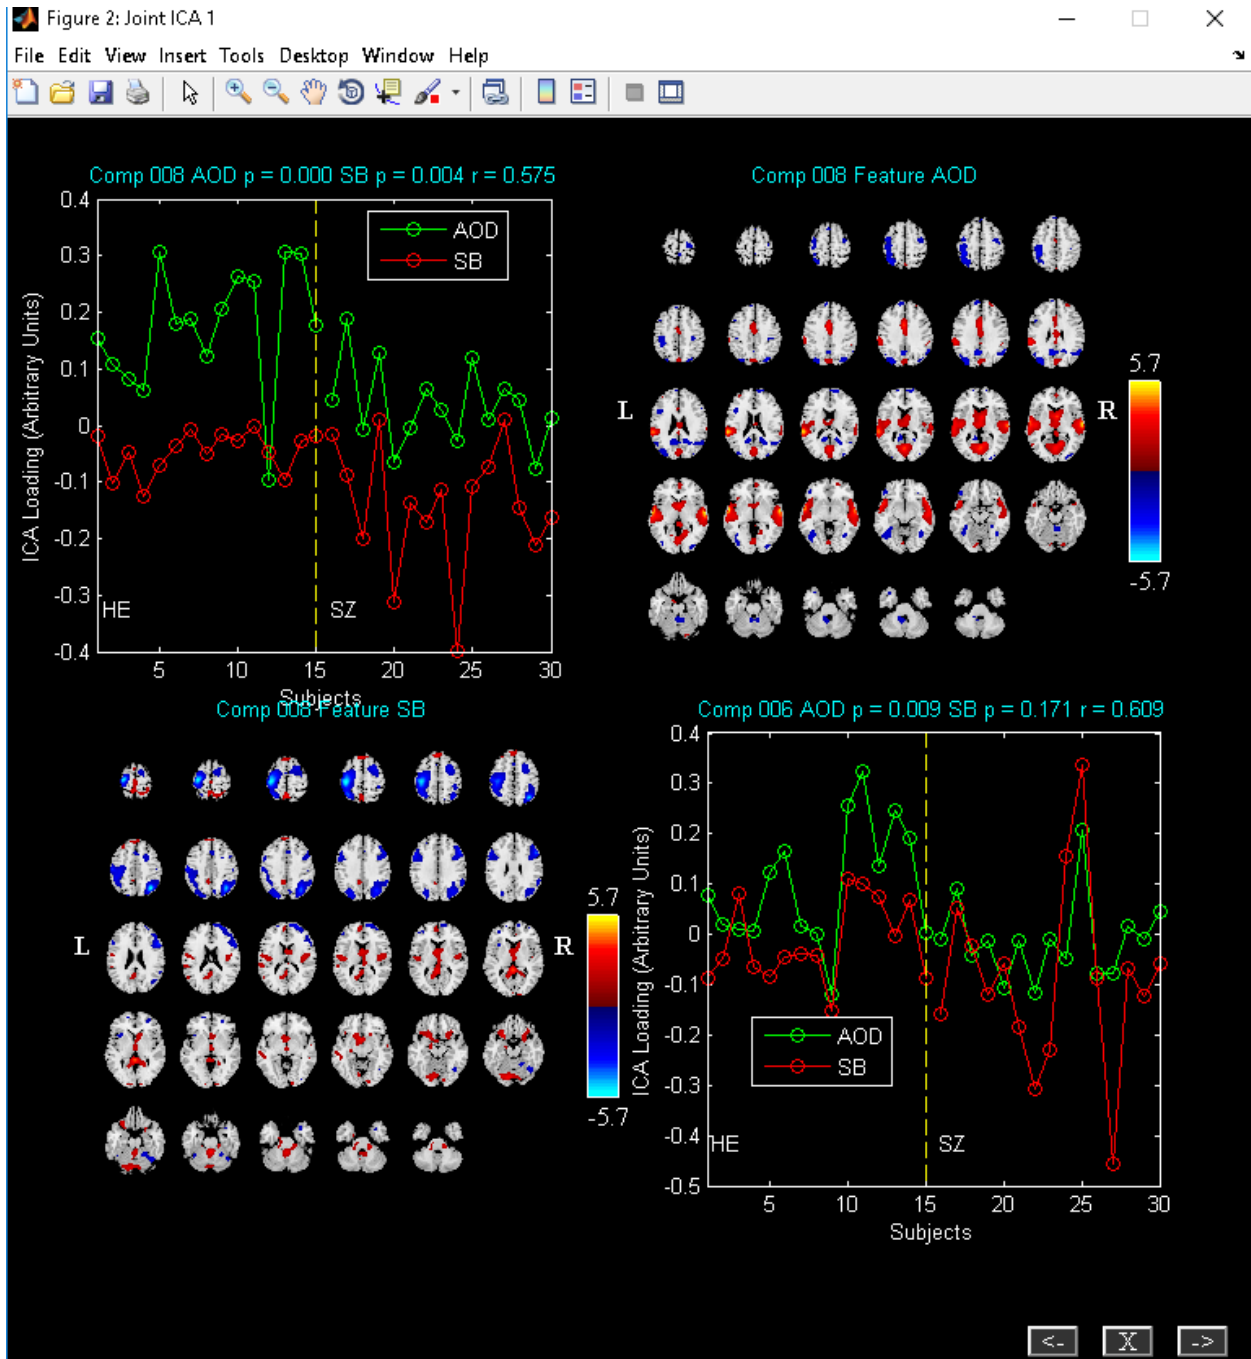 Figure 2: Joint ICA 1
File Edit View Insert Tools Desktop Window Help
Comp 008 AOD p = 0.000 SB p = 0.004 r = 0.575
ICA Loading (Arbitrary Units)
0.4
0.3
0.2
0.1
0
-0.1
-0.2
-0.3
-0.4
AOD
SB
HE
SZ
5 10 15 20 25 30
Subjects
Comp 008 Feature AOD
L
R
5.7
-5.7
Comp 008 Feature SB
L
R
5.7
-5.7
Comp 006 AOD p = 0.009 SB p = 0.171 r = 0.609
ICA Loading (Arbitrary Units)
0.4
0.3
0.2
0.1
0
-0.1
-0.2
-0.3
-0.4
-0.5
AOD
SB
HE
SZ
5 10 15 20 25 30
Subjects
<- X ->